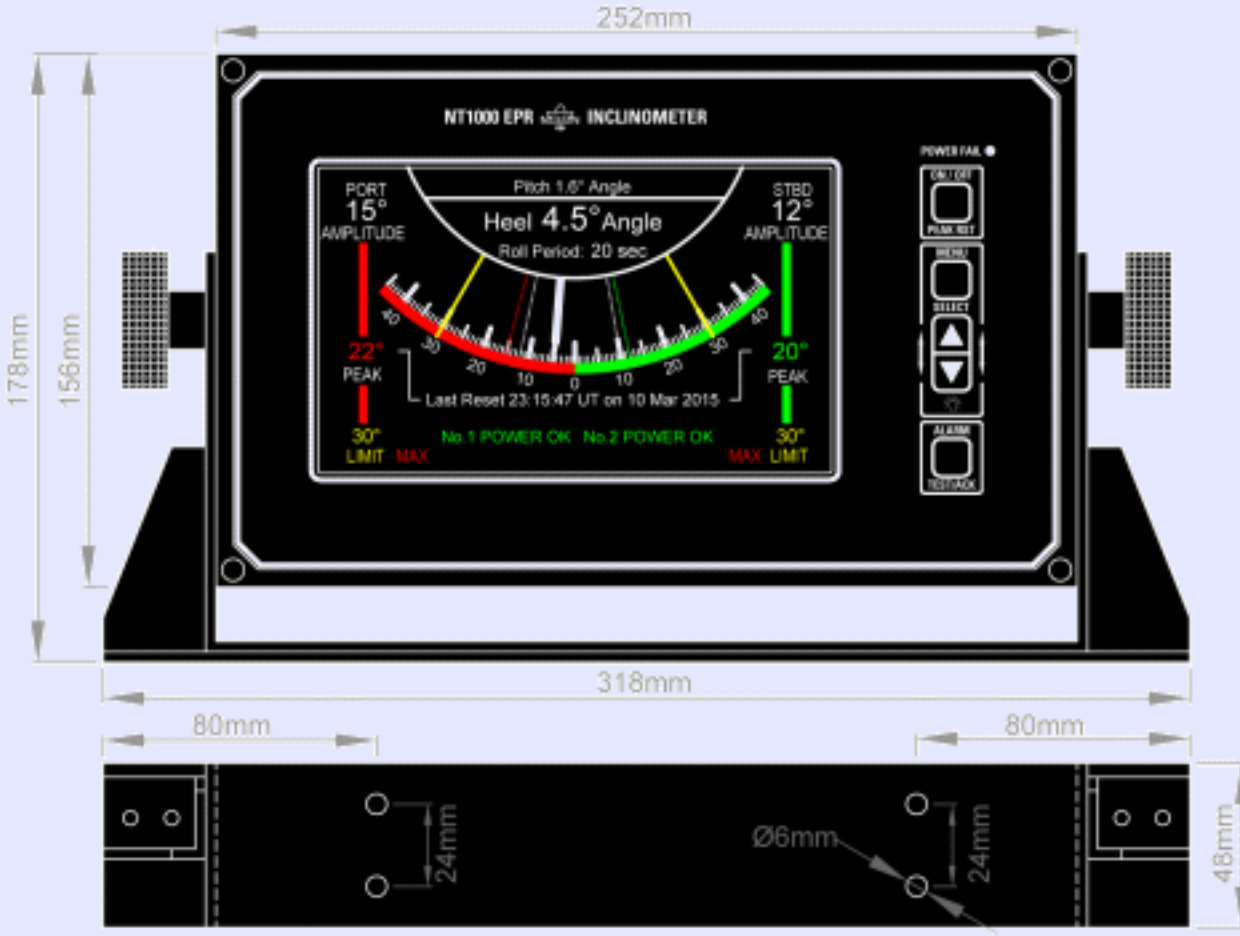 252mm
NT1000 EPR INCLINOMETER
POWER FAIL
ON / OFF
PEAK RST
MENU
SELECT
ALARM
TEST/ACK
PORT
15°
AMPLITUDE
Pitch 1.6° Angle
Heel 4.5° Angle
Roll Period: 20 sec
STBD
12°
AMPLITUDE
40 30 20 10 0 10 20 30 40
22°
PEAK
20°
PEAK
Last Reset 23:15:47 UT on 10 Mar 2015
No.1 POWER OK No.2 POWER OK
30°
LIMIT MAX
30°
MAX LIMIT
178mm
156mm
318mm
80mm
80mm
24mm
Ø6mm
24mm
48mm